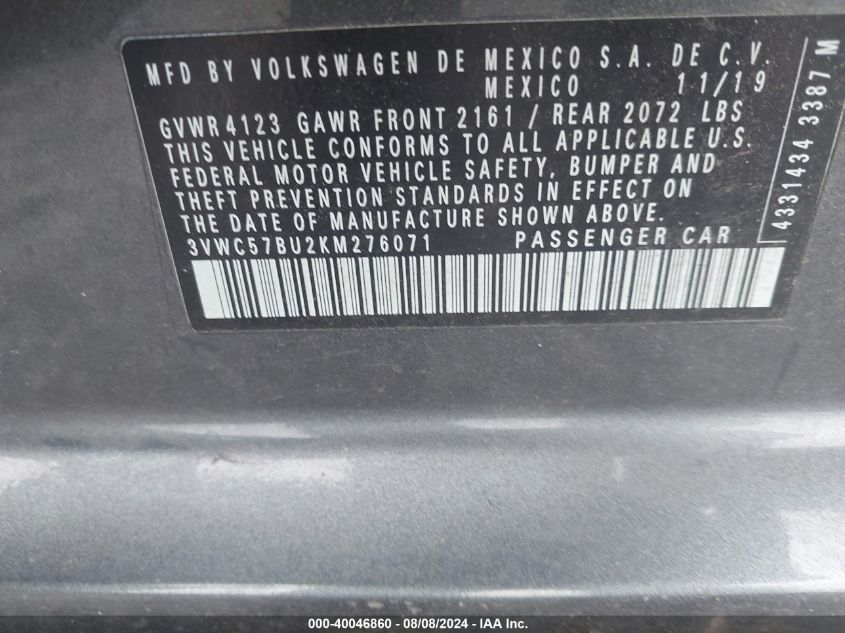 MFD BY VOLKSWAGEN DE MEXICO S.A. DE C.V.
MEXICO 11/19
GVWR 4123 GAWR FRONT 2161 / REAR 2072 LBS
THIS VEHICLE CONFORMS TO ALL APPLICABLE U.S.
FEDERAL MOTOR VEHICLE SAFETY, BUMPER AND
THEFT PREVENTION STANDARDS IN EFFECT ON
THE DATE OF MANUFACTURE SHOWN ABOVE.
3VWC57BU2KM276071 PASSENGER CAR
4331434 3387 M
000-40046860 - 08/08/2024 - IAA Inc.